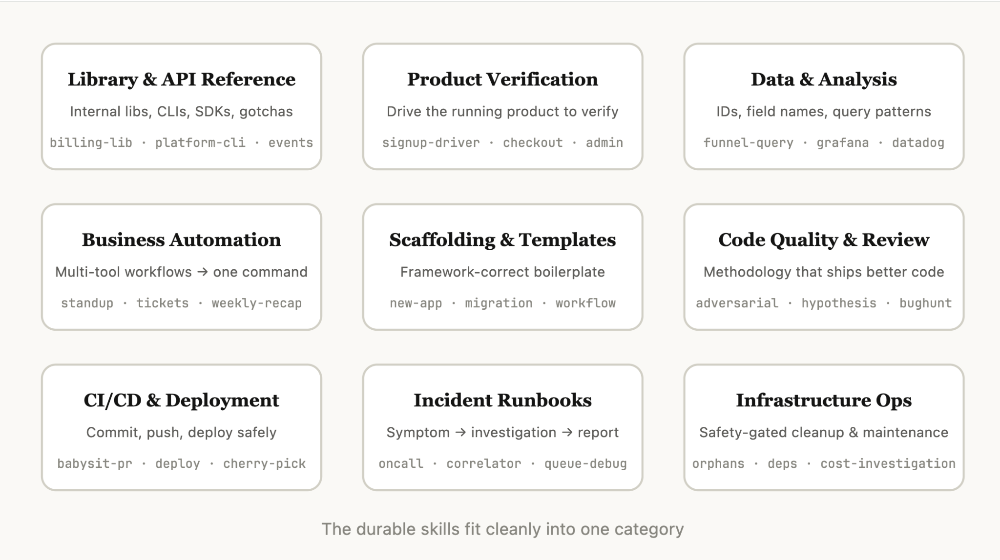 Library & API Reference
Internal libs, CLIs, SDKs, gotchas
billing-lib · platform-cli · events
Product Verification
Drive the running product to verify
signup-driver · checkout · admin
Data & Analysis
IDs, field names, query patterns
funnel-query · grafana · datadog
Business Automation
Multi-tool workflows → one command
standup · tickets · weekly-recap
Scaffolding & Templates
Framework-correct boilerplate
new-app · migration · workflow
Code Quality & Review
Methodology that ships better code
adversarial · hypothesis · bughunt
CI/CD & Deployment
Commit, push, deploy safely
babysit-pr · deploy · cherry-pick
Incident Runbooks
Symptom → investigation → report
oncall · correlator · queue-debug
Infrastructure Ops
Safety-gated cleanup & maintenance
orphans · deps · cost-investigation
The durable skills fit cleanly into one category